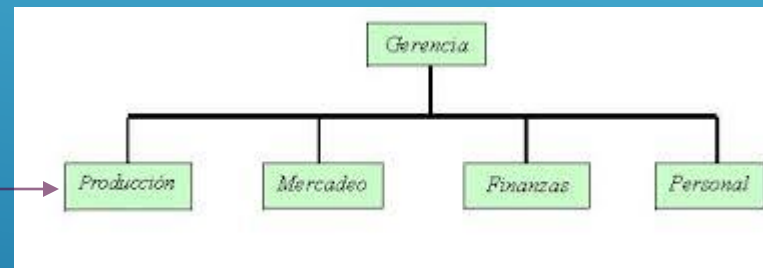 Gerencia
Producción
Mercadeo
Finanzas
Personal